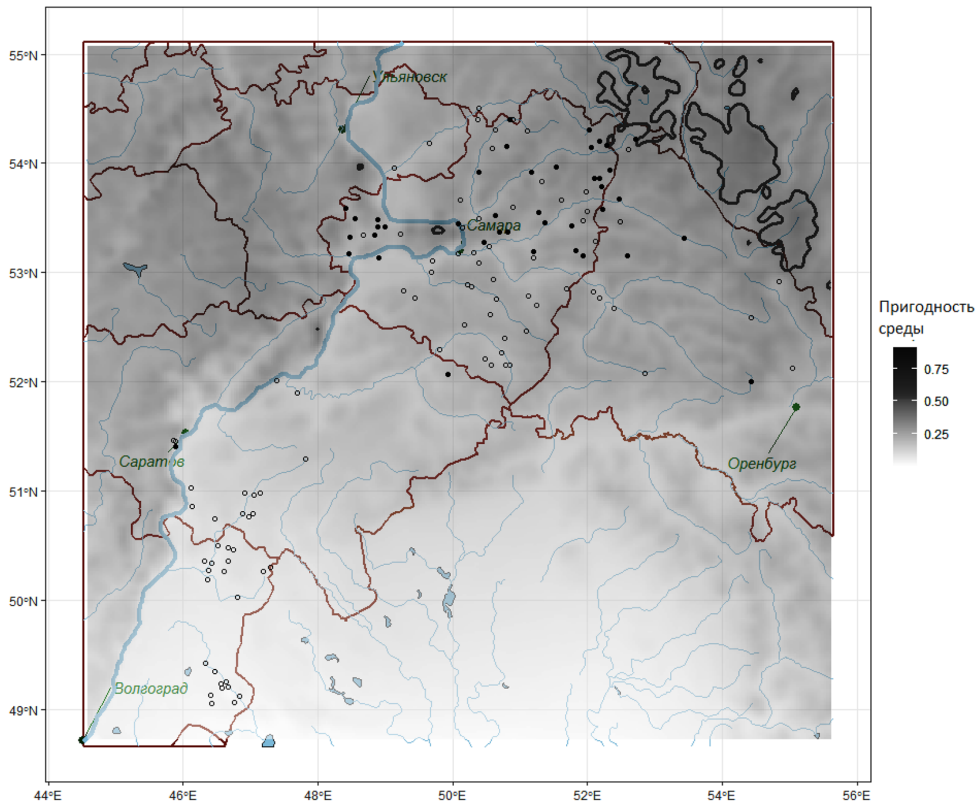 55°N
54°N
53°N
52°N
51°N
50°N
49°N
Ульяновск
Самара
Саратов
Оренбург
Волгоград
44°E
46°E
48°E
50°E
52°E
54°E
56°E
Пригодность
среды
0.75
0.50
0.25